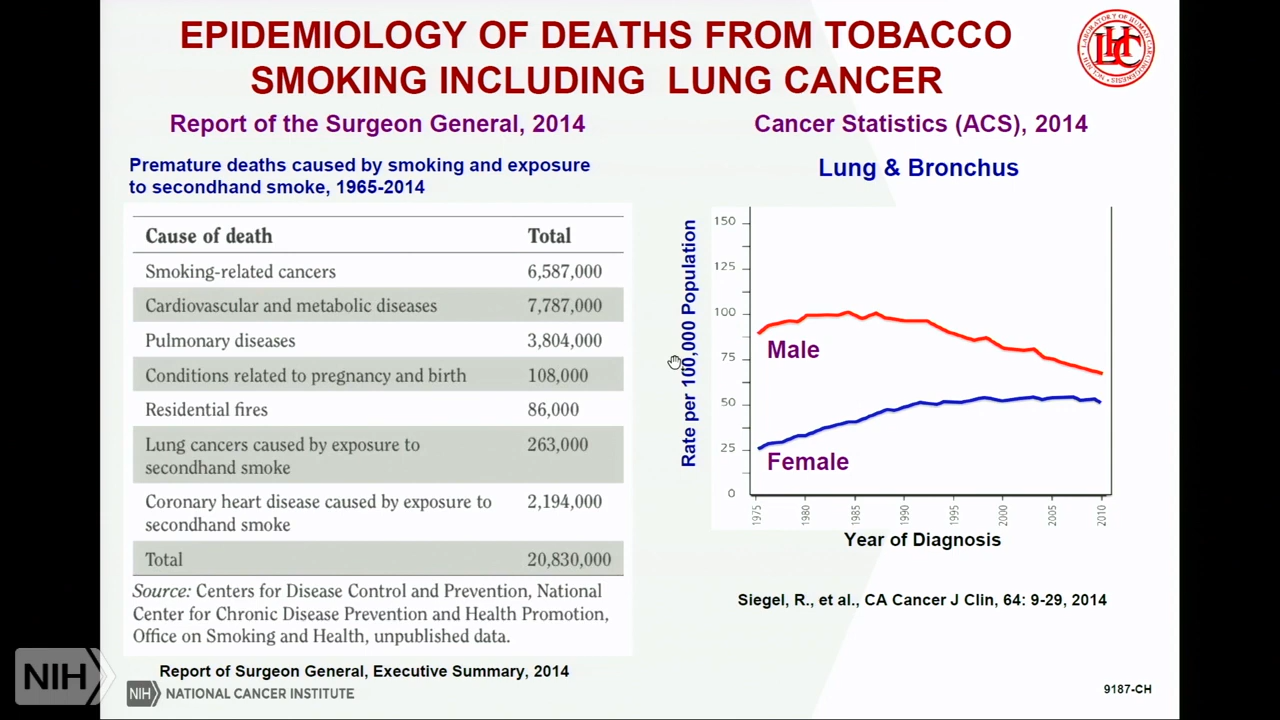 EPIDEMIOLOGY OF DEATHS FROM TOBACCO
SMOKING INCLUDING LUNG CANCER
Report of the Surgeon General, 2014
Premature deaths caused by smoking and exposure
to secondhand smoke, 1965-2014
Cause of death Total
Smoking-related cancers 6,587,000
Cardiovascular and metabolic diseases 7,787,000
Pulmonary diseases 3,804,000
Conditions related to pregnancy and birth 108,000
Residential fires 86,000
Lung cancers caused by exposure to 263,000
secondhand smoke
Coronary heart disease caused by exposure to 2,194,000
secondhand smoke
Total 20,830,000
Source: Centers for Disease Control and Prevention, National
Center for Chronic Disease Prevention and Health Promotion,
Office on Smoking and Health, unpublished data.
Report of Surgeon General, Executive Summary, 2014
Cancer Statistics (ACS), 2014
Lung & Bronchus
Rate per 100,000 Population
150
125
100
75
50
25
0
Male
Female
1975 1980 1985 1990 1995 2000 2005 2010
Year of Diagnosis
Siegel, R., et al., CA Cancer J Clin, 64: 9-29, 2014
NIH
NIH NATIONAL CANCER INSTITUTE
9187-CH